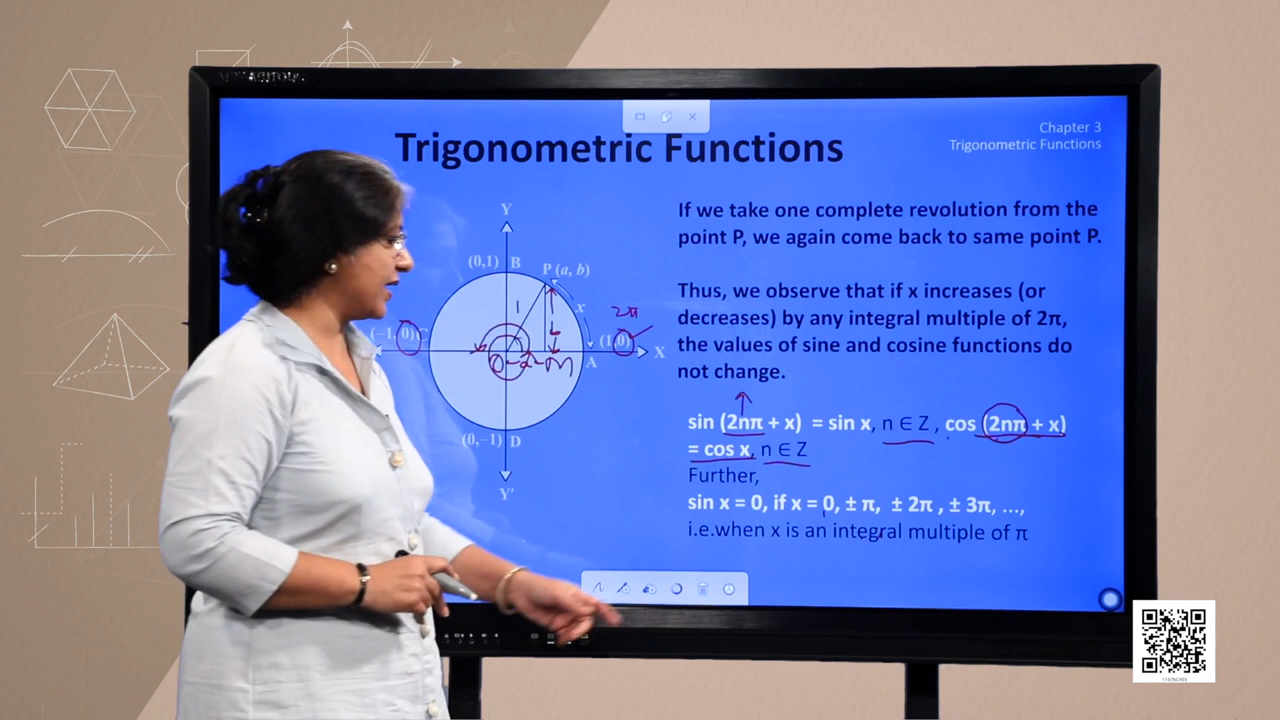 Trigonometric Functions
Chapter 3
Trigonometric Functions
If we take one complete revolution from the
point P, we again come back to same point P.
Thus, we observe that if x increases (or
decreases) by any integral multiple of 2π,
the values of sine and cosine functions do
not change.
sin (2nπ + x) = sin x, n ∈ Z , cos (2nπ + x)
= cos x, n ∈ Z
Further,
sin x = 0, if x = 0, ± π, ± 2π , ± 3π, ...,
i.e.when x is an integral multiple of π
Y
(0,1) B P (a, b)
1 x 2π
(-1, 0) C (1,0)
O a M A X
(0,-1) D
Y'
11076CH03